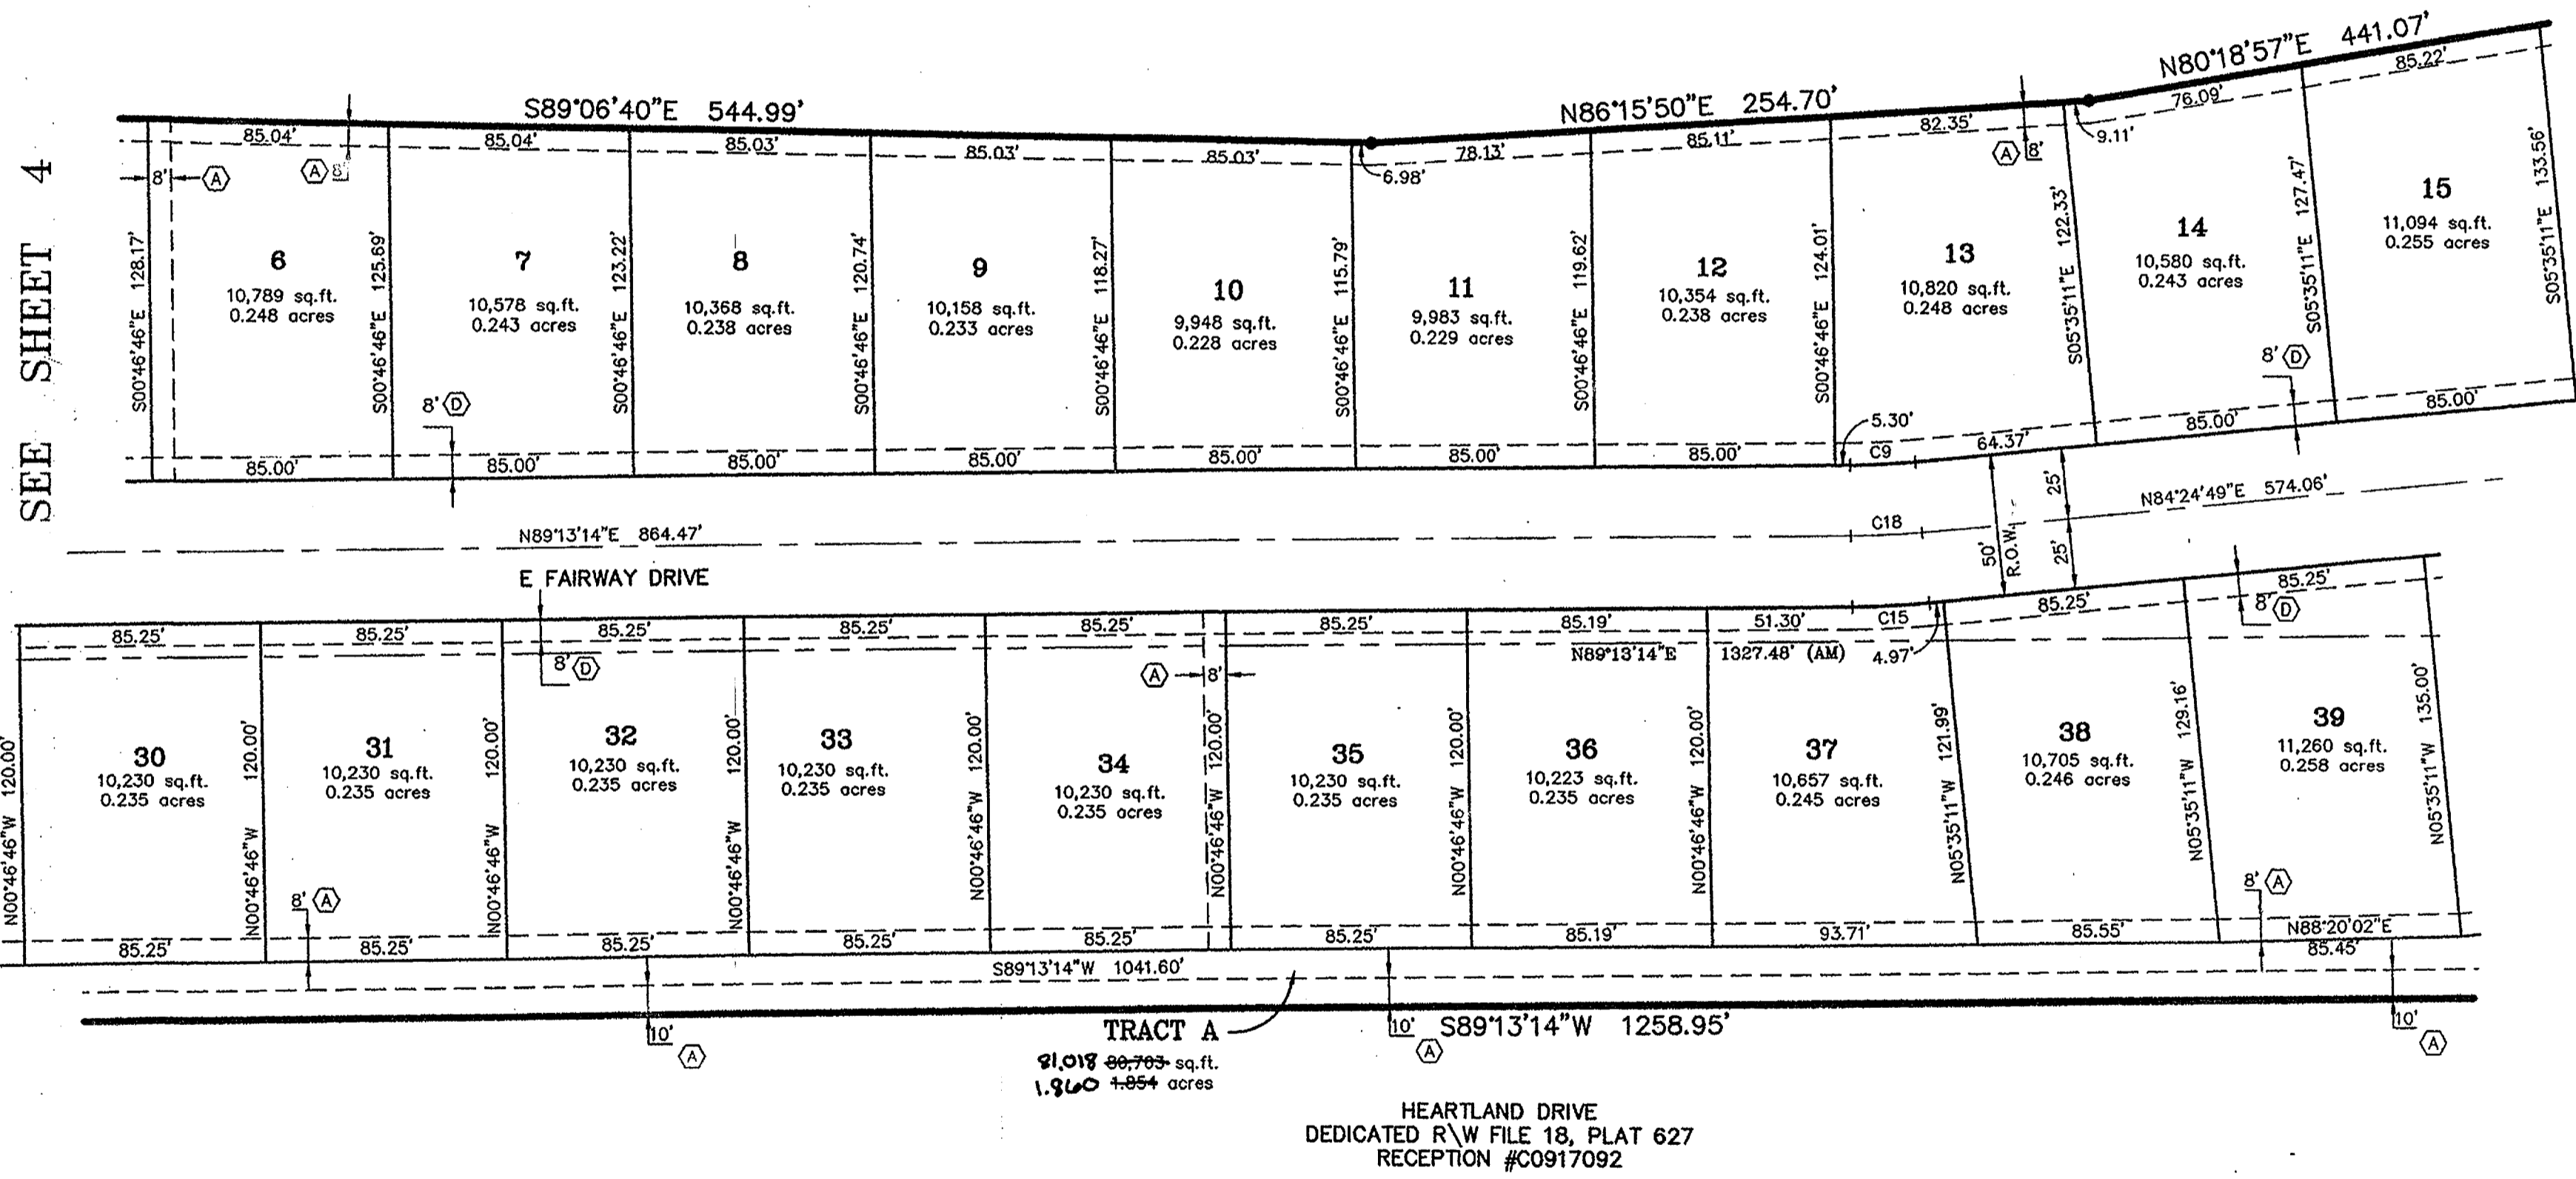 SEE SHEET 4
S89°06'40"E 544.99'
N86°15'50"E 254.70'
N80°18'57"E 441.07'
85.04'
85.04'
85.03'
85.03'
85.03'
6.98'
78.13'
85.11'
82.35'
9.11'
76.09'
85.22'
8' A
A 8'
A 8'
S00°46'46"E 128.17'
6
10,789 sq.ft.
0.248 acres
S00°46'46"E 125.69'
7
10,578 sq.ft.
0.243 acres
S00°46'46"E 123.22'
8
10,368 sq.ft.
0.238 acres
S00°46'46"E 120.74'
9
10,158 sq.ft.
0.233 acres
S00°46'46"E 118.27'
10
9,948 sq.ft.
0.228 acres
S00°46'46"E 115.79'
11
9,983 sq.ft.
0.229 acres
S00°46'46"E 119.62'
12
10,354 sq.ft.
0.238 acres
S00°46'46"E 124.01'
13
10,820 sq.ft.
0.248 acres
S05°35'11"E 122.33'
14
10,580 sq.ft.
0.243 acres
S05°35'11"E 127.47'
15
11,094 sq.ft.
0.255 acres
S05°35'11"E 133.56'
8' D
8' D
85.00'
85.00'
85.00'
85.00'
85.00'
85.00'
85.00'
5.30'
C9
64.37'
85.00'
85.00'
N89°13'14"E 864.47'
C18
N84°24'49"E 574.06'
50'
R.O.W.
25'
25'
E FAIRWAY DRIVE
85.25'
85.25'
85.25'
85.25'
85.25'
85.25'
85.19'
51.30'
C15
85.25'
85.25'
8' D
A 8'
N89°13'14"E 1327.48' (AM)
4.97'
8' D
N00°46'46"W 120.00'
30
10,230 sq.ft.
0.235 acres
N00°46'46"W 120.00'
31
10,230 sq.ft.
0.235 acres
N00°46'46"W 120.00'
32
10,230 sq.ft.
0.235 acres
N00°46'46"W 120.00'
33
10,230 sq.ft.
0.235 acres
N00°46'46"W 120.00'
34
10,230 sq.ft.
0.235 acres
N00°46'46"W 120.00'
35
10,230 sq.ft.
0.235 acres
N00°46'46"W 120.00'
36
10,223 sq.ft.
0.235 acres
N00°46'46"W 120.00'
37
10,657 sq.ft.
0.245 acres
N05°35'11"W 121.99'
38
10,705 sq.ft.
0.246 acres
N05°35'11"W 129.16'
39
11,260 sq.ft.
0.258 acres
N05°35'11"W 135.00'
8' A
8' A
85.25'
85.25'
85.25'
85.25'
85.25'
85.25'
85.19'
93.71'
85.55'
N88°20'02"E
85.45'
S89°13'14"W 1041.60'
10'
A
TRACT A
10'
A
S89°13'14"W 1258.95'
10'
A
81,018 80,703 sq.ft.
1.860 1.854 acres
HEARTLAND DRIVE
DEDICATED R\W FILE 18, PLAT 627
RECEPTION #C0917092